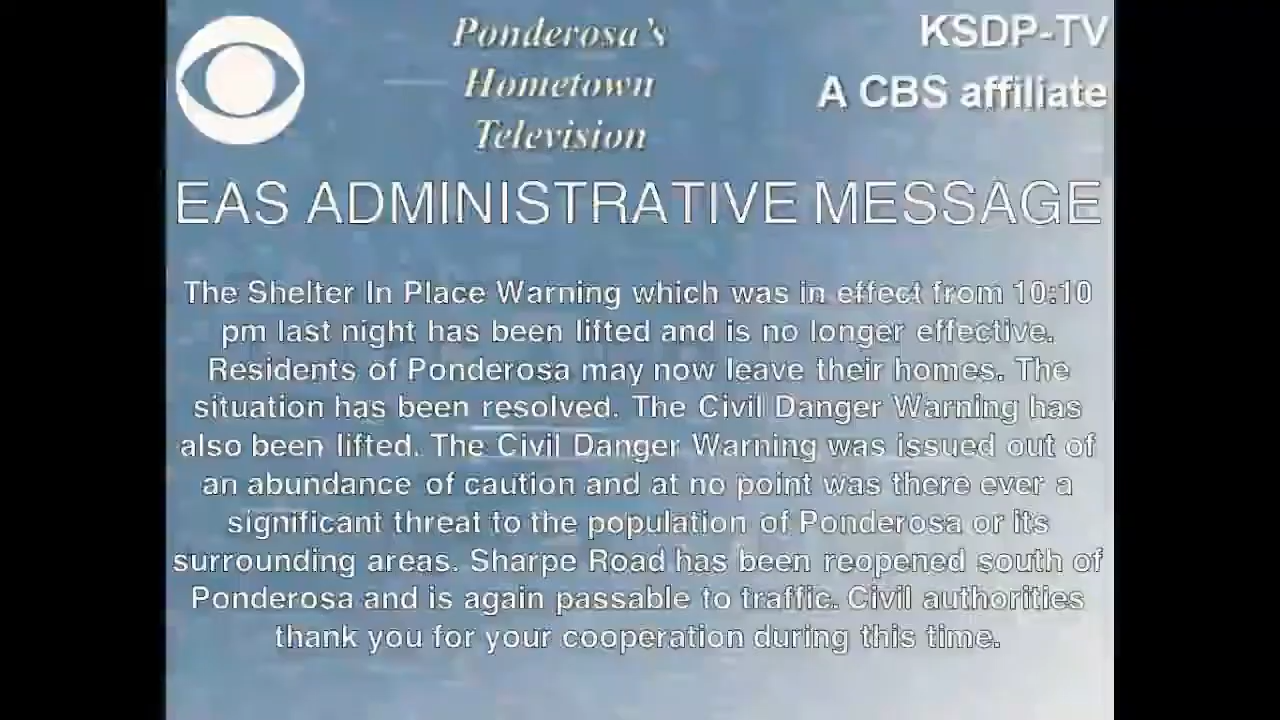 Ponderosa's
Hometown
Television
KSDP-TV
A CBS affiliate
EAS ADMINISTRATIVE MESSAGE
The Shelter In Place Warning which was in effect from 10:10
pm last night has been lifted and is no longer effective.
Residents of Ponderosa may now leave their homes. The
situation has been resolved. The Civil Danger Warning has
also been lifted. The Civil Danger Warning was issued out of
an abundance of caution and at no point was there ever a
significant threat to the population of Ponderosa or its
surrounding areas. Sharpe Road has been reopened south of
Ponderosa and is again passable to traffic. Civil authorities
thank you for your cooperation during this time.